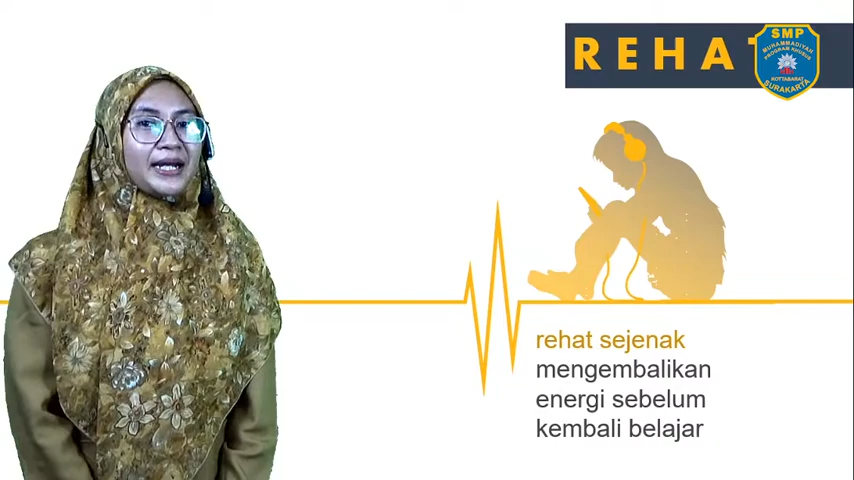 REHAT
SMP
MUHAMMADIYAH
PROGRAM KHUSUS
KOTTABARAT
SURAKARTA
rehat sejenak
mengembalikan
energi sebelum
kembali belajar